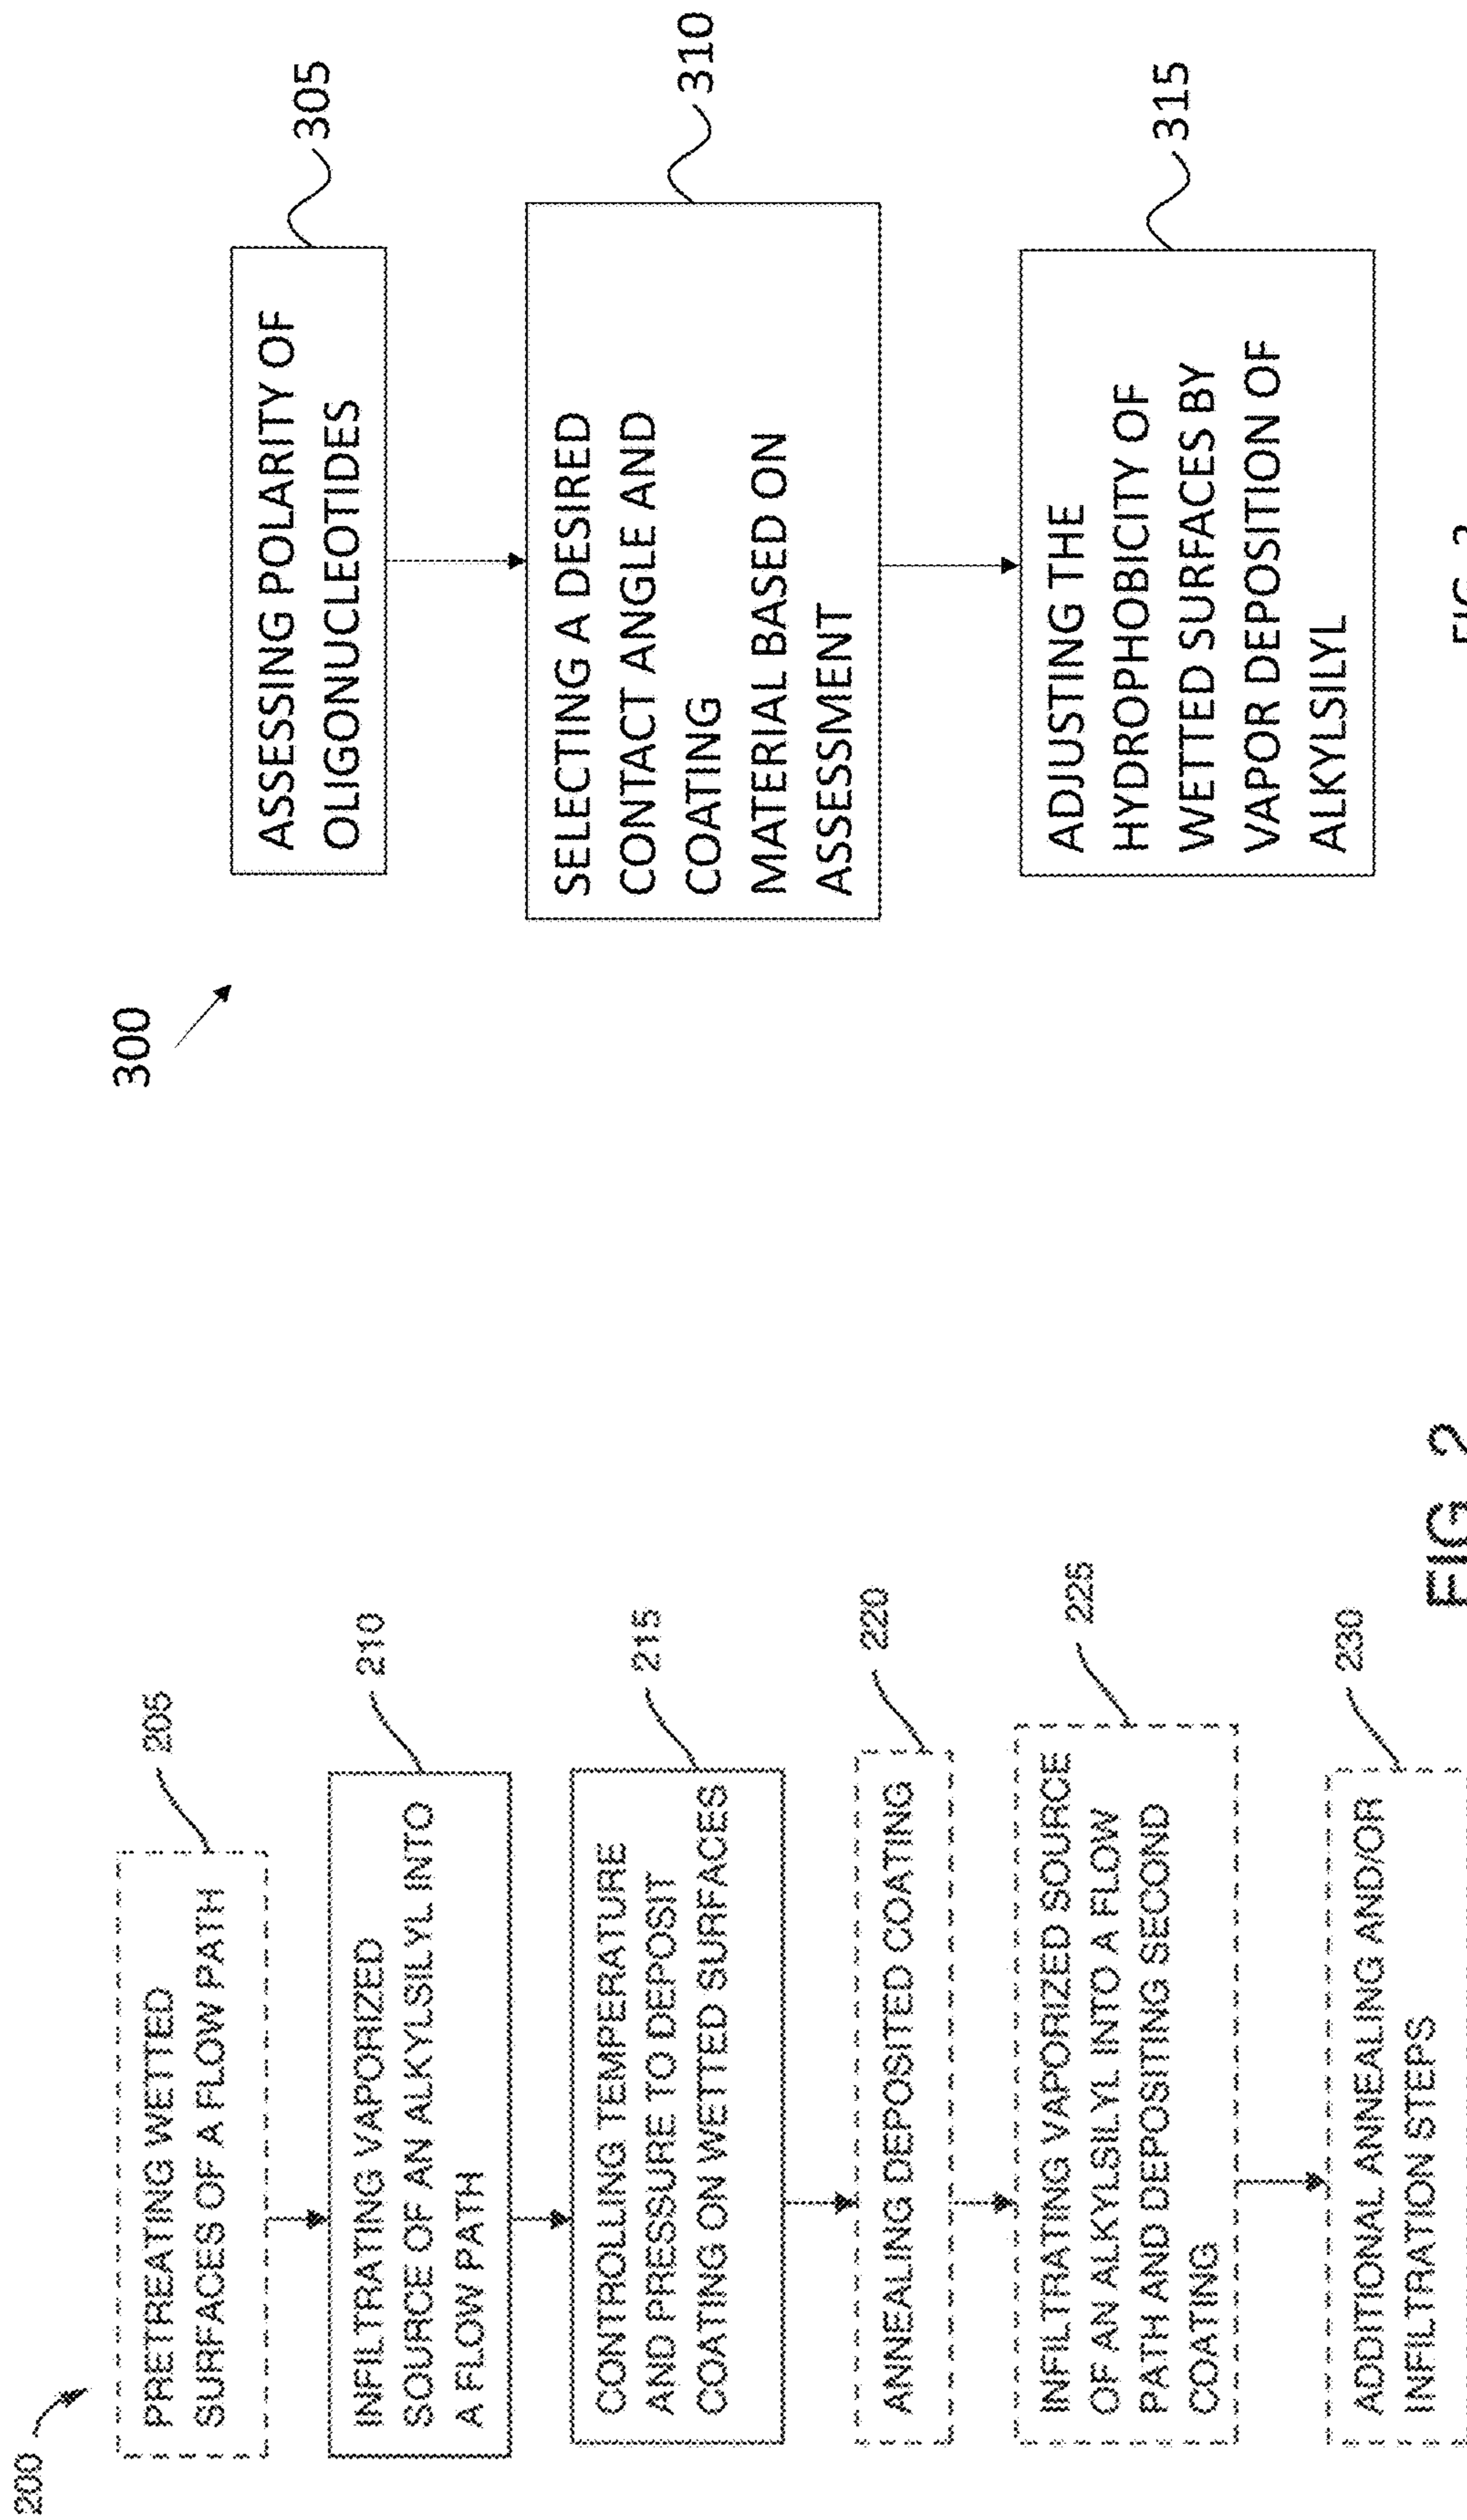 200
PRETREATING WETTED
SURFACES OF A FLOW PATH
205
INFILTRATING VAPORIZED
SOURCE OF AN ALKYLSILYL INTO
A FLOW PATH
210
CONTROLLING TEMPERATURE
AND PRESSURE TO DEPOSIT
COATING ON WETTED SURFACES
215
ANNEALING DEPOSITED COATING
220
INFILTRATING VAPORIZED SOURCE
OF AN ALKYLSILYL INTO A FLOW
PATH AND DEPOSITING SECOND
COATING
225
ADDITIONAL ANNEALING AND/OR
INFILTRATION STEPS
230
FIG. 2
300
ASSESSING POLARITY OF
OLIGONUCLEOTIDES
305
SELECTING A DESIRED
CONTACT ANGLE AND
COATING
MATERIAL BASED ON
ASSESSMENT
310
ADJUSTING THE
HYDROPHOBICITY OF
WETTED SURFACES BY
VAPOR DEPOSITION OF
ALKYLSILYL
315
FIG.